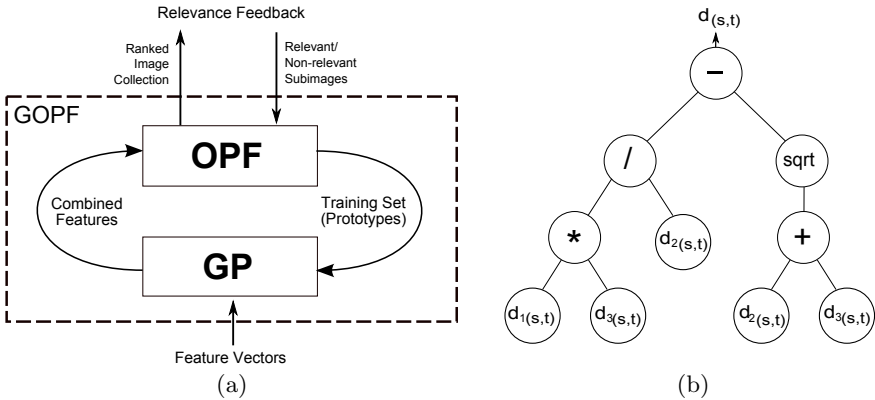 Relevance Feedback
Ranked
Image
Collection
Relevant/
Non-relevant
Subimages
GOPF
OPF
Combined
Features
Training Set
(Prototypes)
GP
Feature Vectors
(a)
d(s,t)
−
/
sqrt
*
d2(s,t)
+
d1(s,t)
d3(s,t)
d2(s,t)
d3(s,t)
(b)